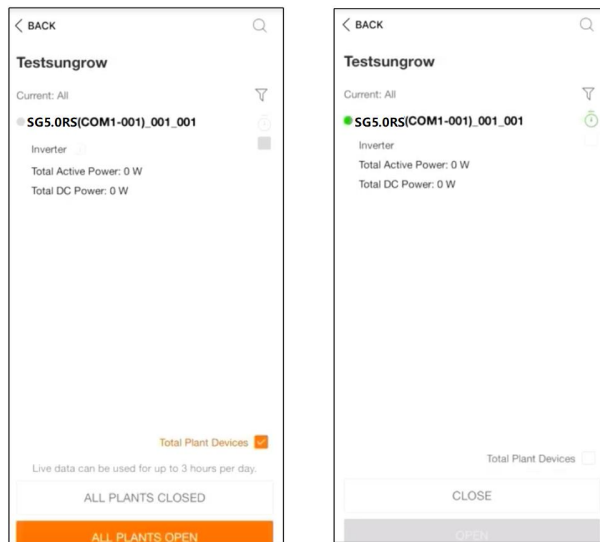 BACK
Testsungrow
Current: All
SG5.0RS(COM1-001)_001_001
Inverter
Total Active Power: 0 W
Total DC Power: 0 W
Total Plant Devices
Live data can be used for up to 3 hours per day.
ALL PLANTS CLOSED
ALL PLANTS OPEN
BACK
Testsungrow
Current: All
SG5.0RS(COM1-001)_001_001
Inverter
Total Active Power: 0 W
Total DC Power: 0 W
Total Plant Devices
CLOSE
OPEN